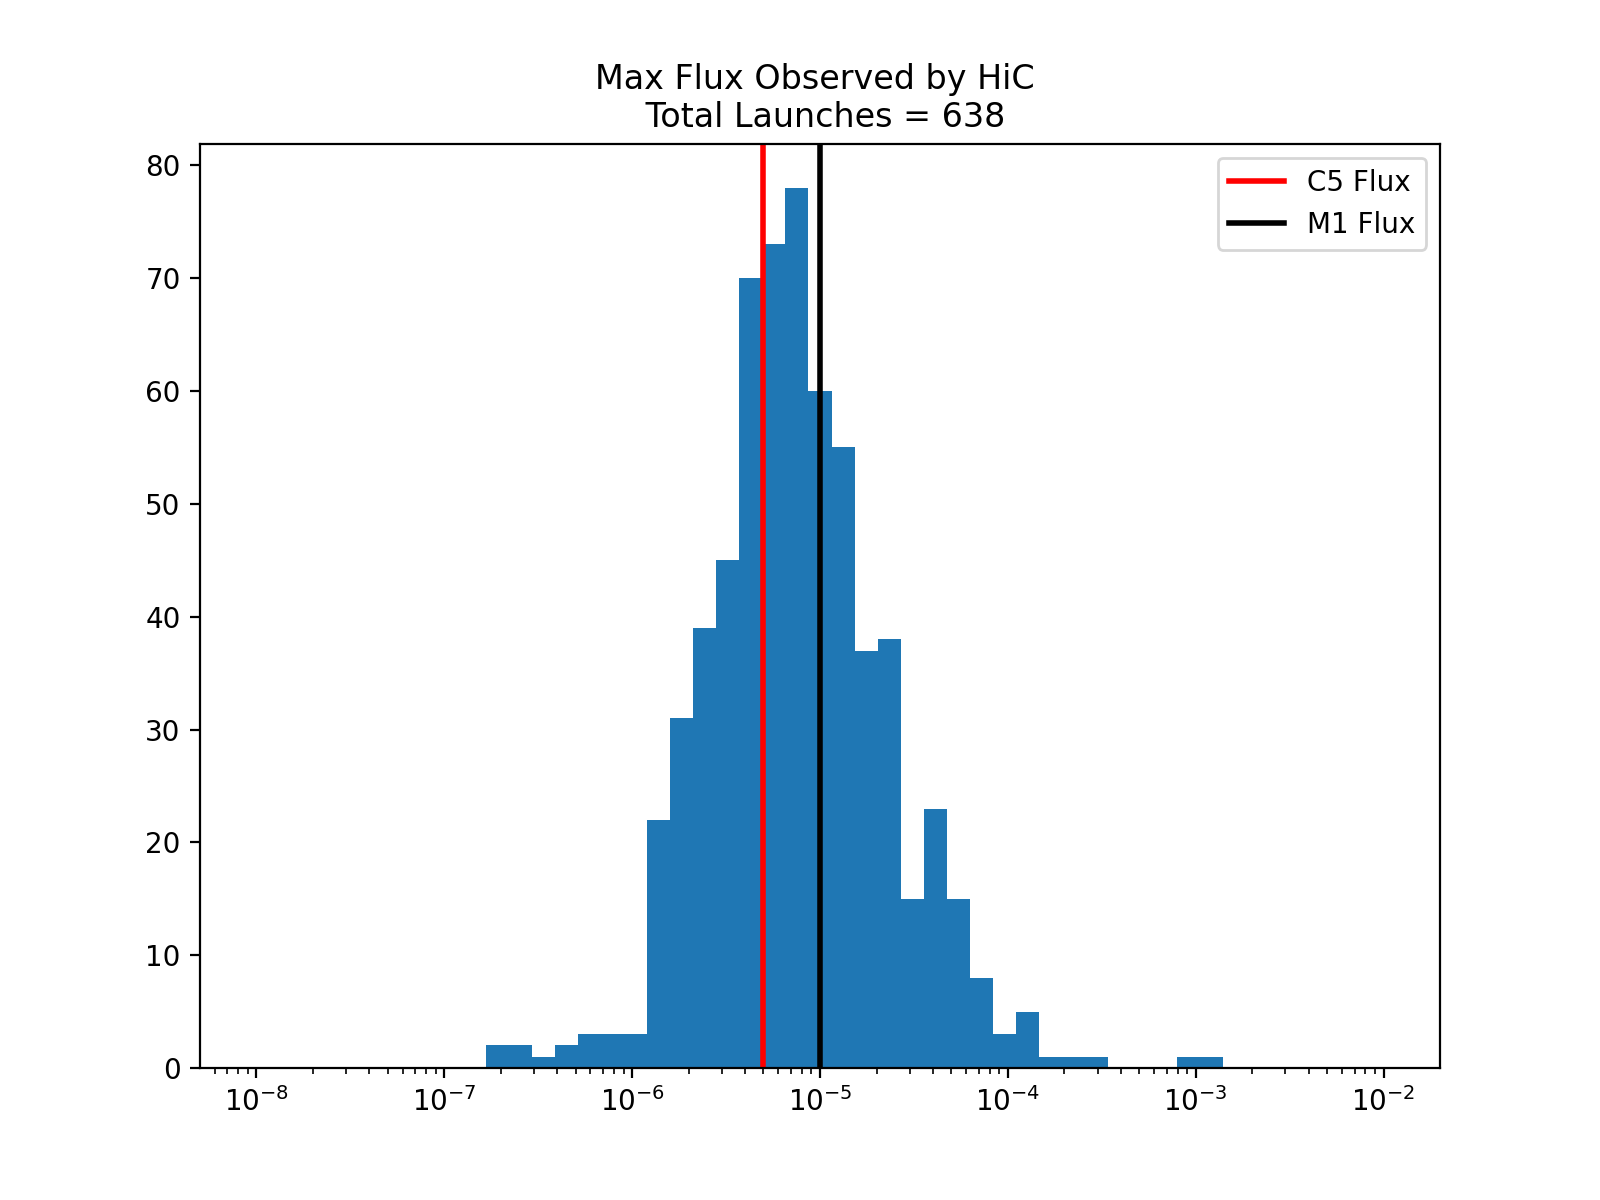 Max Flux Observed by HiC
Total Launches = 638
C5 Flux
M1 Flux
80
70
60
50
40
30
20
10
0
10⁻⁸ 10⁻⁷ 10⁻⁶ 10⁻⁵ 10⁻⁴ 10⁻³ 10⁻²